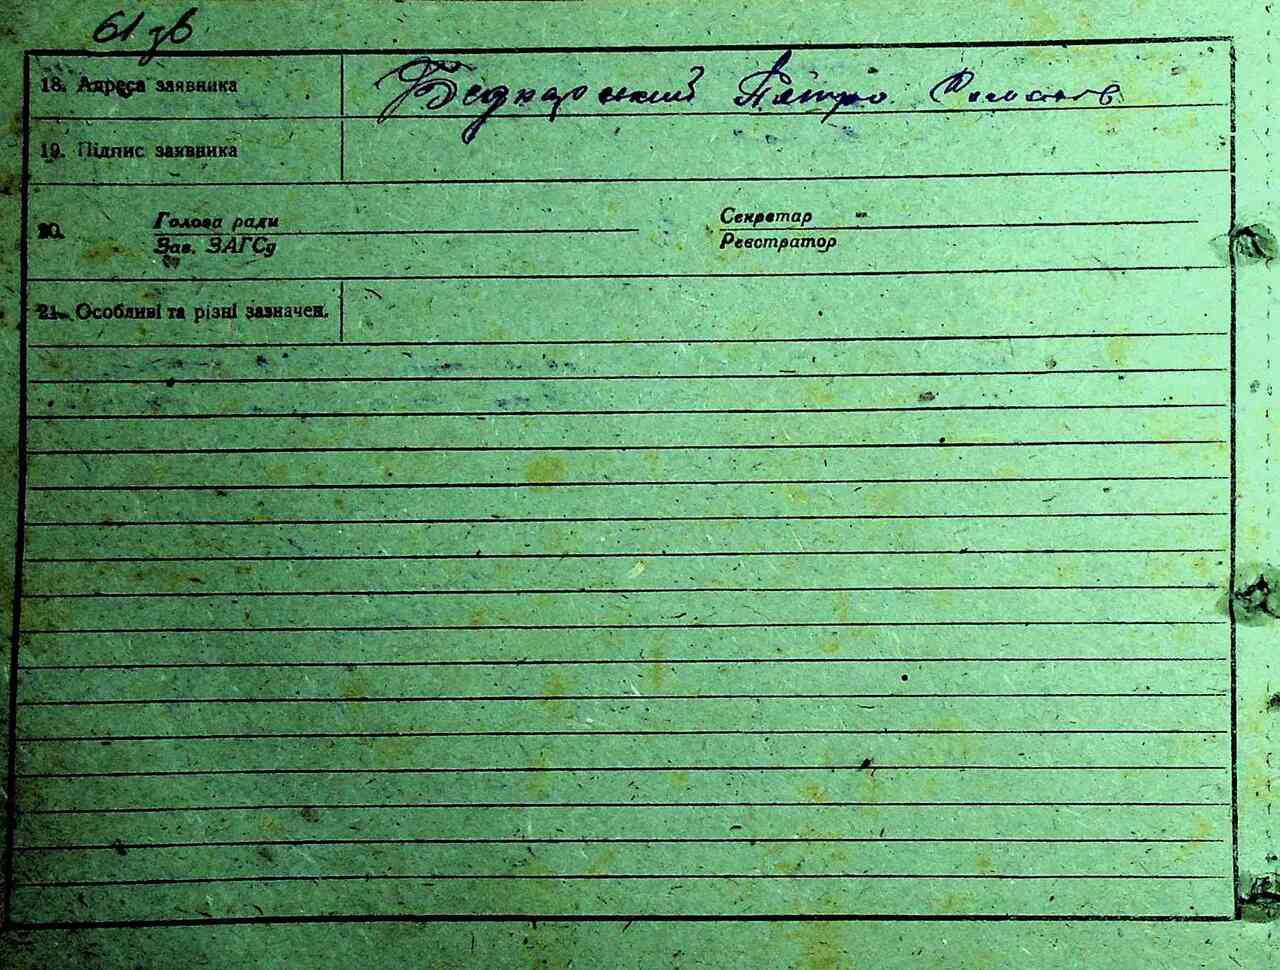 61 зв
18. Адреса заявника Беднарський Пётро
19. Підпис заявника
20. Голова ради Секретар
Зав. ЗАГСу Реєстратор
21. Особливі та різні зазначен.